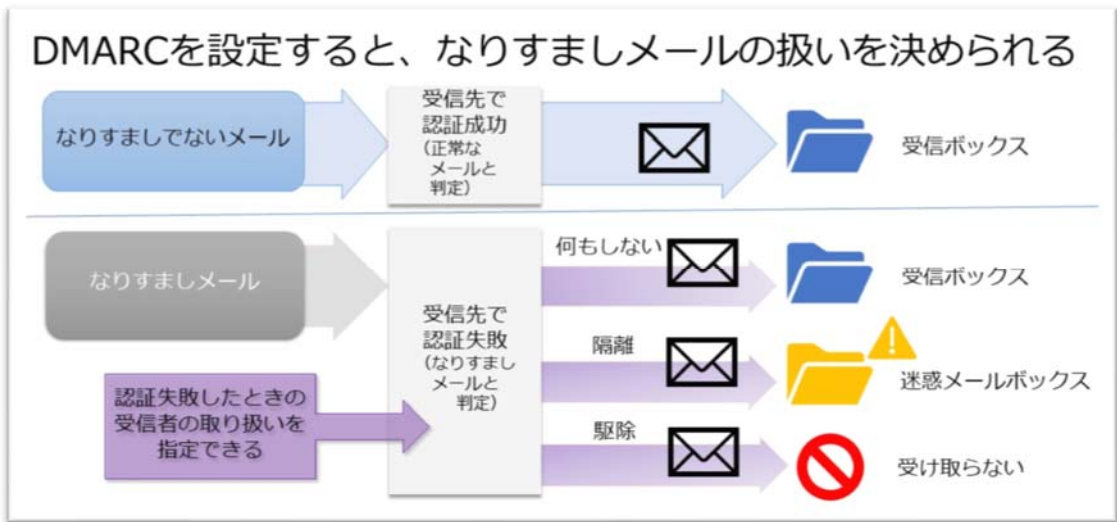 DMARCを設定すると、なりすましメールの扱いを決められる
なりすましでないメール
受信先で
認証成功
（正常な
メールと
判定）
受信ボックス
なりすましメール
受信先で
認証失敗
（なりすまし
メールと
判定）
認証失敗したときの
受信者の取り扱いを
指定できる
何もしない
受信ボックス
隔離
迷惑メールボックス
駆除
受け取らない